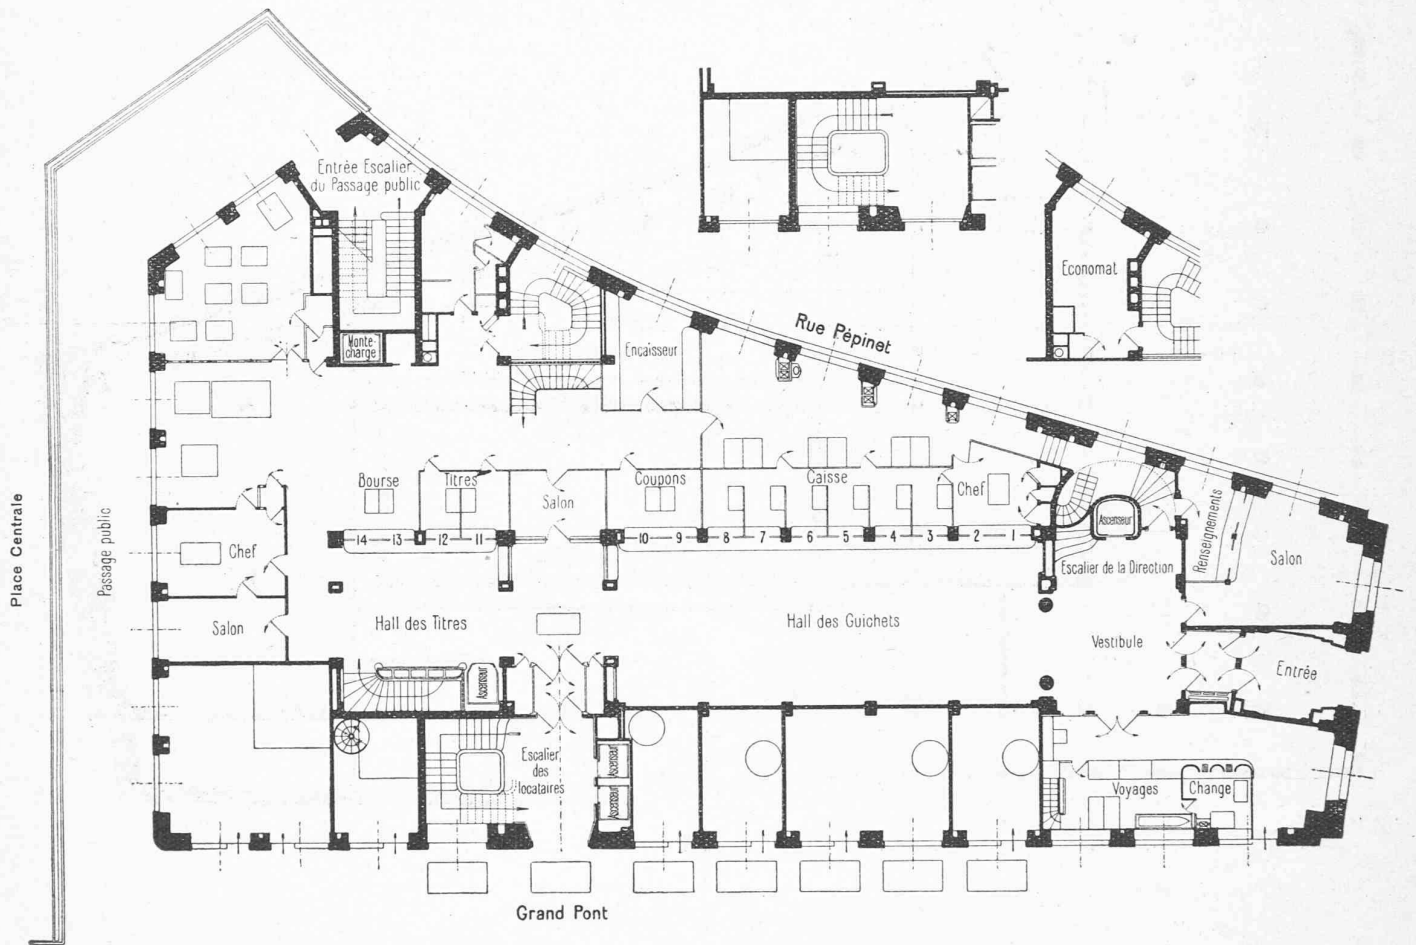 Entrée Escalier
du Passage public
Economat
Rue Pépinet
Monte-
charge
Encaisseur
Bourse
Titres
Salon
Coupons
Caisse
Chef
Ascenseur
Renseignements
Salon
14 13 12 11 10 9 8 7 6 5 4 3 2 1
Place Centrale
Passage public
Chef
Escalier de la Direction
Salon
Hall des Titres
Hall des Guichets
Vestibule
Entrée
Ascenseur
Escalier
des
locataires
Ascenseur
Ascenseur
Voyages
Change
Grand Pont